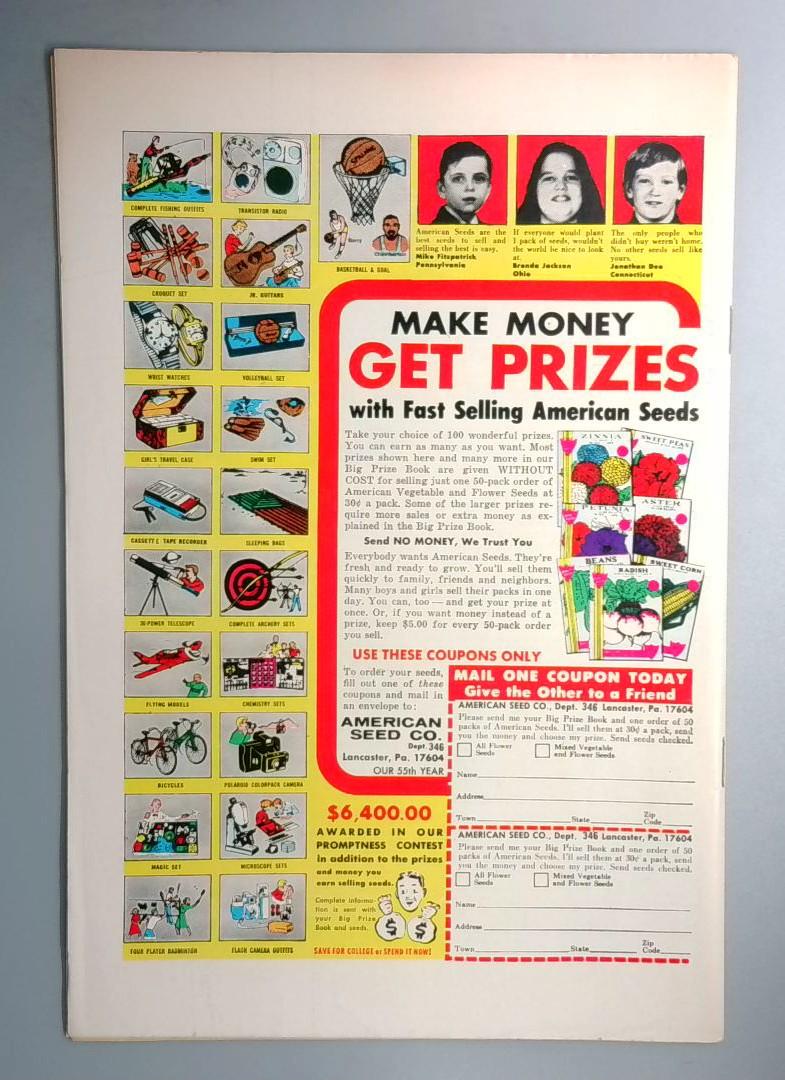 COMPLETE FISHING OUTFITS
TRANSISTOR RADIO
SPALDING
Barry
Chamberlain
BASKETBALL & GOAL
CROQUET SET
JR. GUITARS
WRIST WATCHES
VOLLEYBALL SET
GIRL'S TRAVEL CASE
SWIM SET
CASSETTE TAPE RECORDER
SLEEPING BAGS
30-POWER TELESCOPE
COMPLETE ARCHERY SETS
FLYING MODELS
CHEMISTRY SETS
BICYCLES
POLAROID COLORPACK CAMERA
MAGIC SET
MICROSCOPE SETS
FOUR PLAYER BADMINTON
FLASH CAMERA OUTFITS
American Seeds are the
best seeds to sell and
selling the best is easy.
Mike Fitzpatrick
Pennsylvania
If everyone would plant
1 pack of seeds, wouldn't
the world be nice to look
at.
Brenda Jackson
Ohio
The only people who
didn't buy weren't home.
No other seeds sell like
yours.
Jonathan Dee
Connecticut
MAKE MONEY
GET PRIZES
with Fast Selling American Seeds
Take your choice of 100 wonderful prizes.
You can earn as many as you want. Most
prizes shown here and many more in our
Big Prize Book are given WITHOUT
COST for selling just one 50-pack order of
American Vegetable and Flower Seeds at
30¢ a pack. Some of the larger prizes re-
quire more sales or extra money as ex-
plained in the Big Prize Book.
Send NO MONEY, We Trust You
Everybody wants American Seeds. They're
fresh and ready to grow. You'll sell them
quickly to family, friends and neighbors.
Many boys and girls sell their packs in one
day. You can, too — and get your prize at
once. Or, if you want money instead of a
prize, keep $5.00 for every 50-pack order
you sell.
ZINNIA
SWEET PEAS
PETUNIA
ASTER
BEANS
RADISH
SWEET CORN
USE THESE COUPONS ONLY
To order your seeds,
fill out one of these
coupons and mail in
an envelope to:
AMERICAN
SEED CO.
Dept. 346
Lancaster, Pa. 17604
OUR 55th YEAR
$6,400.00
AWARDED IN OUR
PROMPTNESS CONTEST
in addition to the prizes
and money you
earn selling seeds.
Complete informa-
tion is sent with
your Big Prize
Book and seeds.
$ $
SAVE FOR COLLEGE or SPEND IT NOW!
MAIL ONE COUPON TODAY
Give the Other to a Friend
AMERICAN SEED CO., Dept. 346 Lancaster, Pa. 17604
Please send me your Big Prize Book and one order of 50
packs of American Seeds. I'll sell them at 30¢ a pack, send
you the money and choose my prize. Send seeds checked.
All Flower Seeds
Mixed Vegetable and Flower Seeds
Name
Address
Town State Zip Code
AMERICAN SEED CO., Dept. 346 Lancaster, Pa. 17604
Please send me your Big Prize Book and one order of 50
packs of American Seeds. I'll sell them at 30¢ a pack, send
you the money and choose my prize. Send seeds checked.
All Flower Seeds
Mixed Vegetable and Flower Seeds
Name
Address
Town State Zip Code